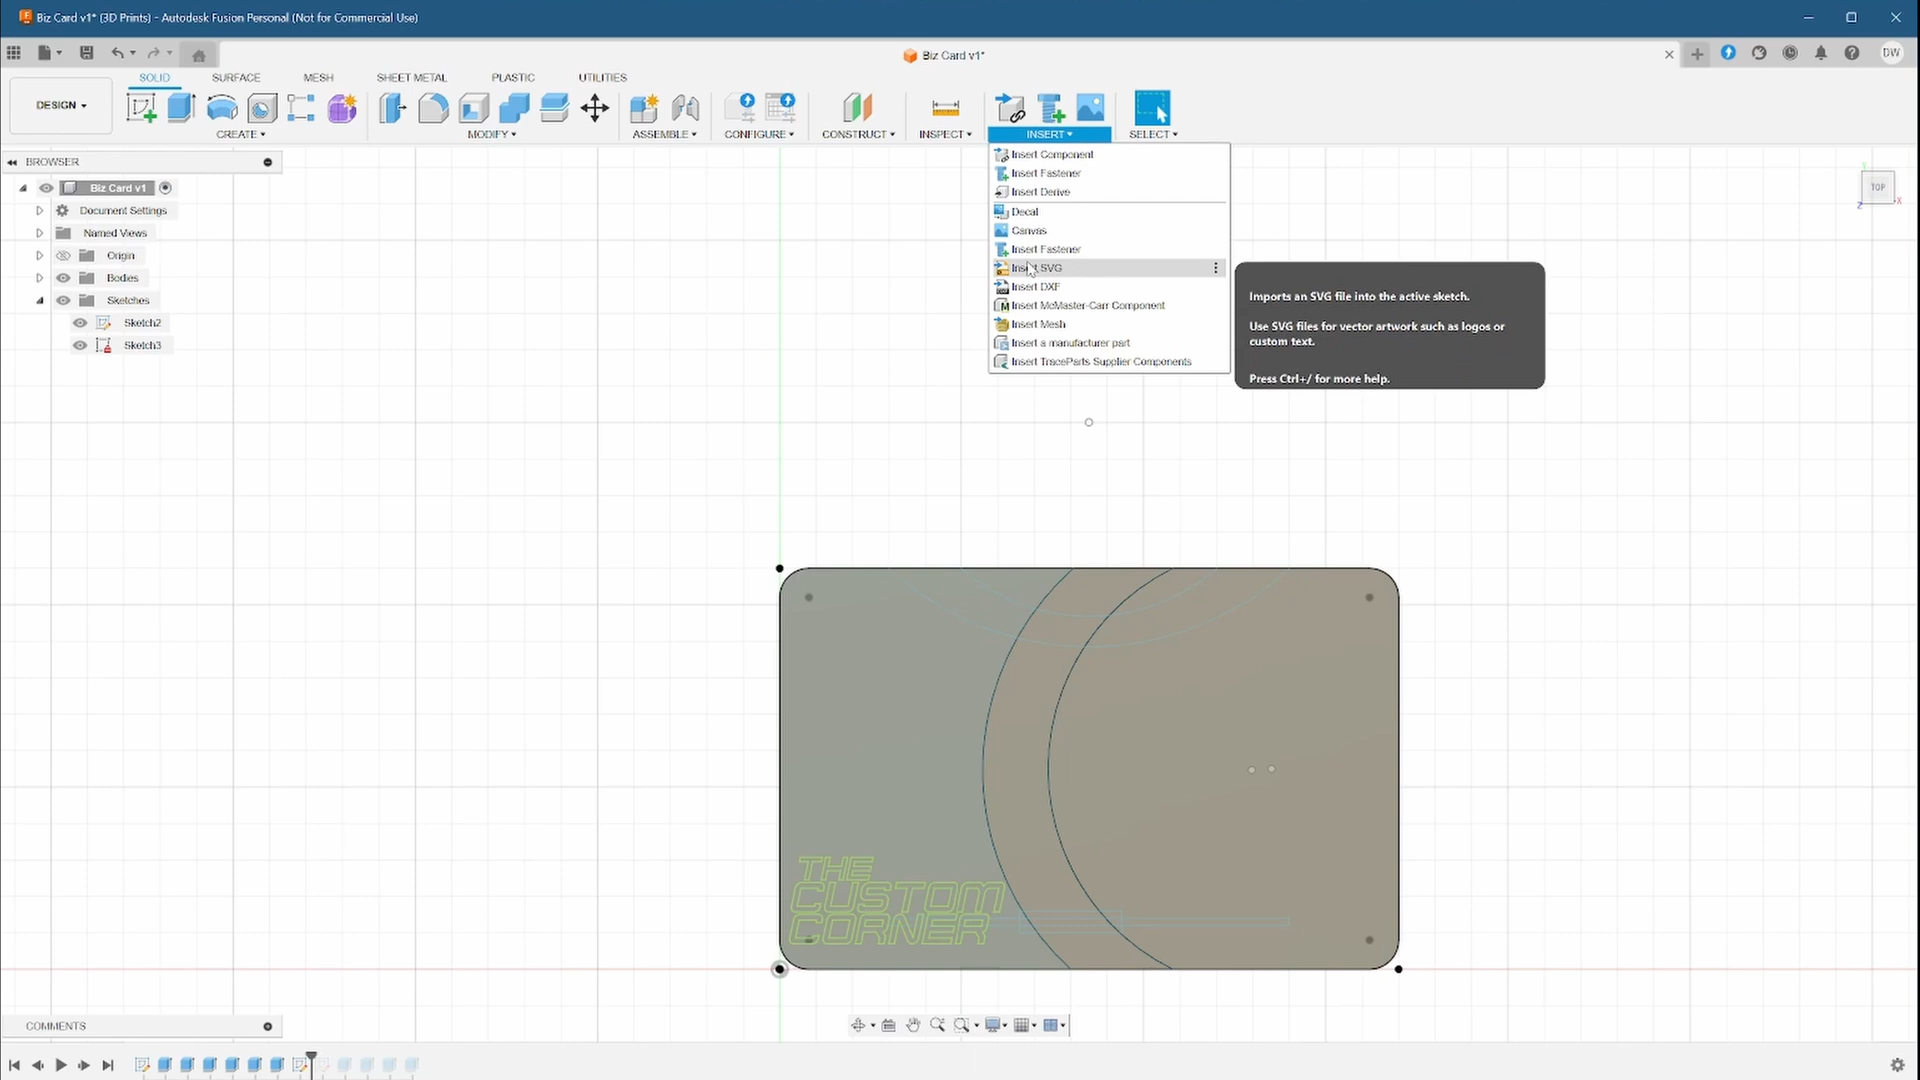 Biz Card v1* (3D Prints) - Autodesk Fusion Personal (Not for Commercial Use)
Biz Card v1*
DW
SOLID
SURFACE
MESH
SHEET METAL
PLASTIC
UTILITIES
DESIGN
CREATE
MODIFY
ASSEMBLE
CONFIGURE
CONSTRUCT
INSPECT
INSERT
SELECT
BROWSER
Biz Card v1
Document Settings
Named Views
Origin
Bodies
Sketches
Sketch2
Sketch3
Insert Component
Insert Fastener
Insert Derive
Decal
Canvas
Insert Fastener
Insert SVG
Insert DXF
Insert McMaster-Carr Component
Insert Mesh
Insert a manufacturer part
Insert TraceParts Supplier Components
Imports an SVG file into the active sketch.
Use SVG files for vector artwork such as logos or
custom text.
Press Ctrl+/ for more help.
TOP
X
Z
THE
CUSTOM
CORNER
COMMENTS